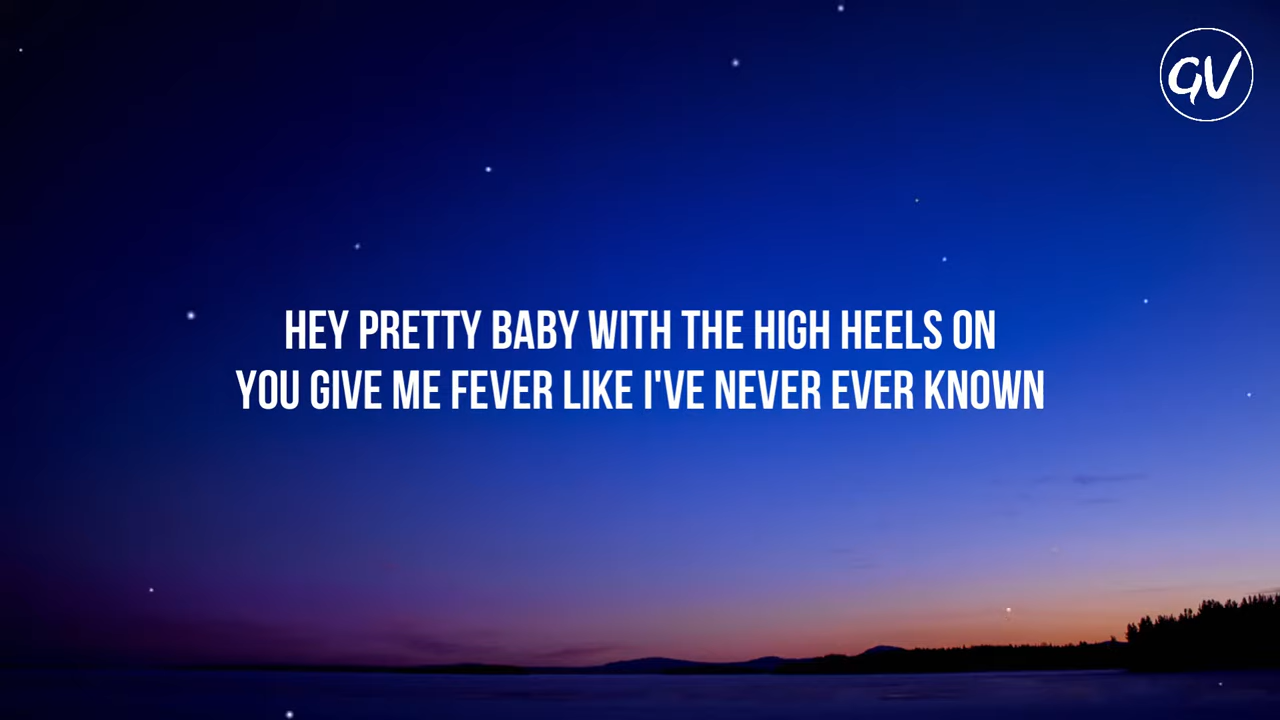 GV
HEY PRETTY BABY WITH THE HIGH HEELS ON
YOU GIVE ME FEVER LIKE I'VE NEVER EVER KNOWN